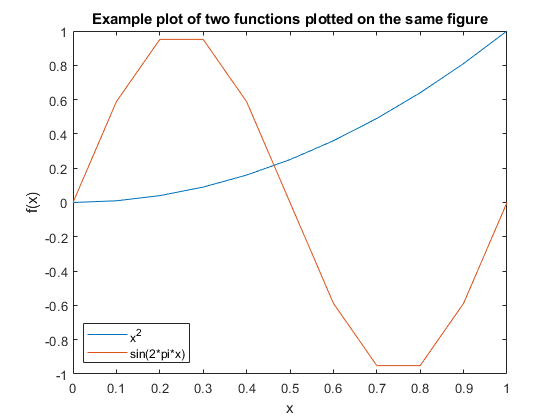 Example plot of two functions plotted on the same figure
1
0.8
0.6
0.4
0.2
0
-0.2
-0.4
-0.6
-0.8
-1
f(x)
x²
sin(2*pi*x)
0 0.1 0.2 0.3 0.4 0.5 0.6 0.7 0.8 0.9 1
x